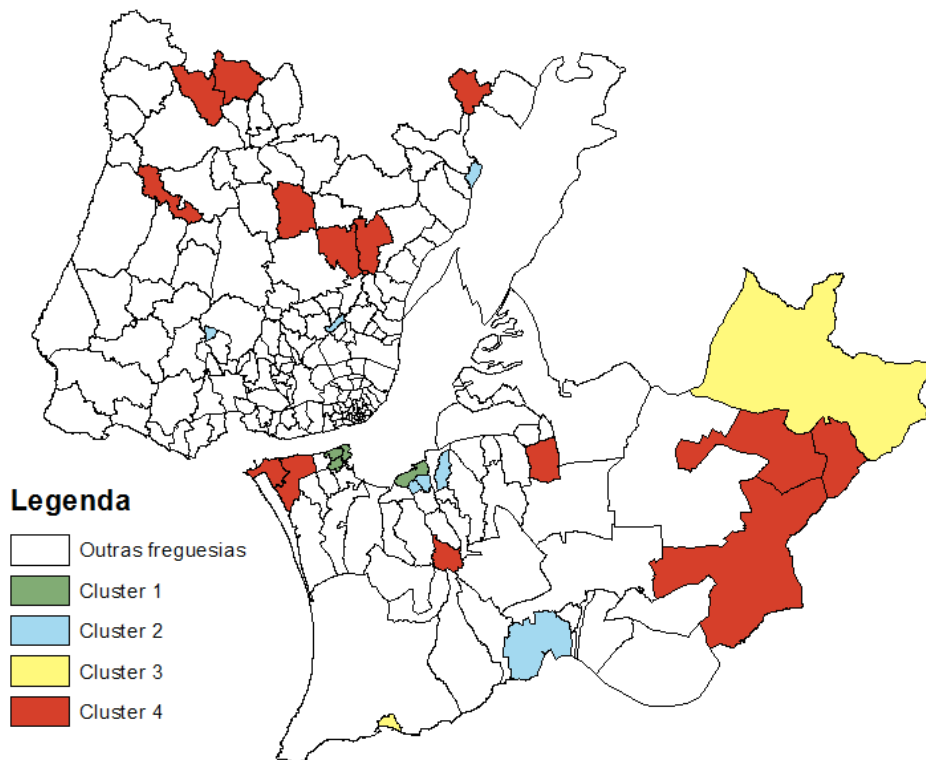 Legenda
Outras freguesias
Cluster 1
Cluster 2
Cluster 3
Cluster 4